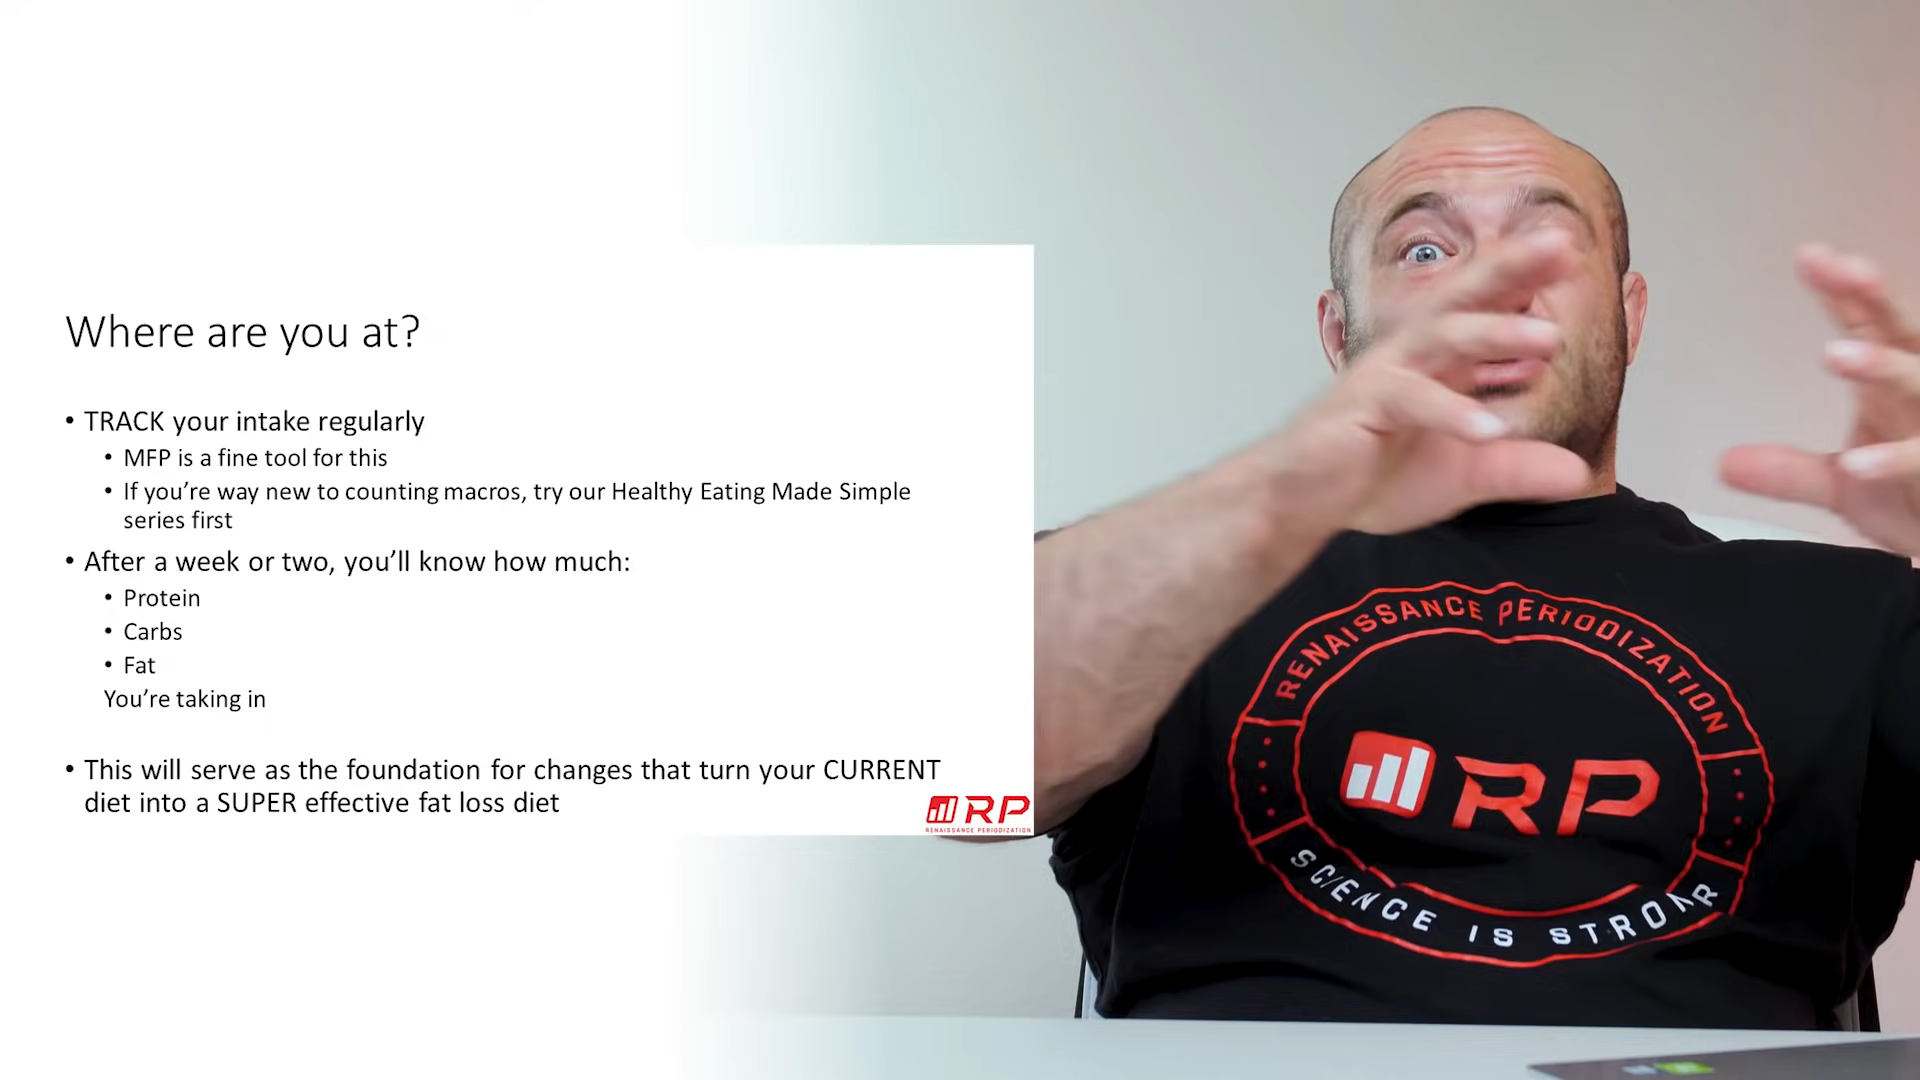 Where are you at?
• TRACK your intake regularly
• MFP is a fine tool for this
• If you’re way new to counting macros, try our Healthy Eating Made Simple
series first
• After a week or two, you’ll know how much:
• Protein
• Carbs
• Fat
You’re taking in
• This will serve as the foundation for changes that turn your CURRENT
diet into a SUPER effective fat loss diet
RP
RENAISSANCE PERIODIZATION
RENAISSANCE PERIODIZATION
RP
SCIENCE IS